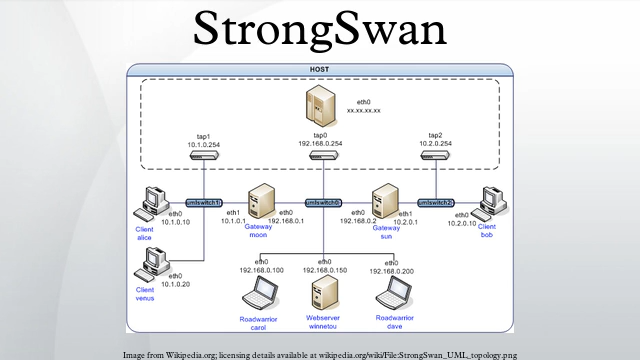 StrongSwan
HOST
eth0
xx.xx.xx.xx
tap1
10.1.0.254
tap0
192.168.0.254
tap2
10.2.0.254
umlswitch1
umlswitch0
umlswitch2
eth0
10.1.0.10
Client
alice
eth1
10.1.0.1
Gateway
moon
eth0
192.168.0.1
eth0
192.168.0.2
Gateway
sun
eth1
10.2.0.1
eth0
10.2.0.10
Client
bob
eth0
10.1.0.20
Client
venus
eth0
192.168.0.100
Roadwarrior
carol
eth0
192.168.0.150
Webserver
winnetou
eth0
192.168.0.200
Roadwarrior
dave
Image from Wikipedia.org; licensing details available at wikipedia.org/wiki/File:StrongSwan_UML_topology.png